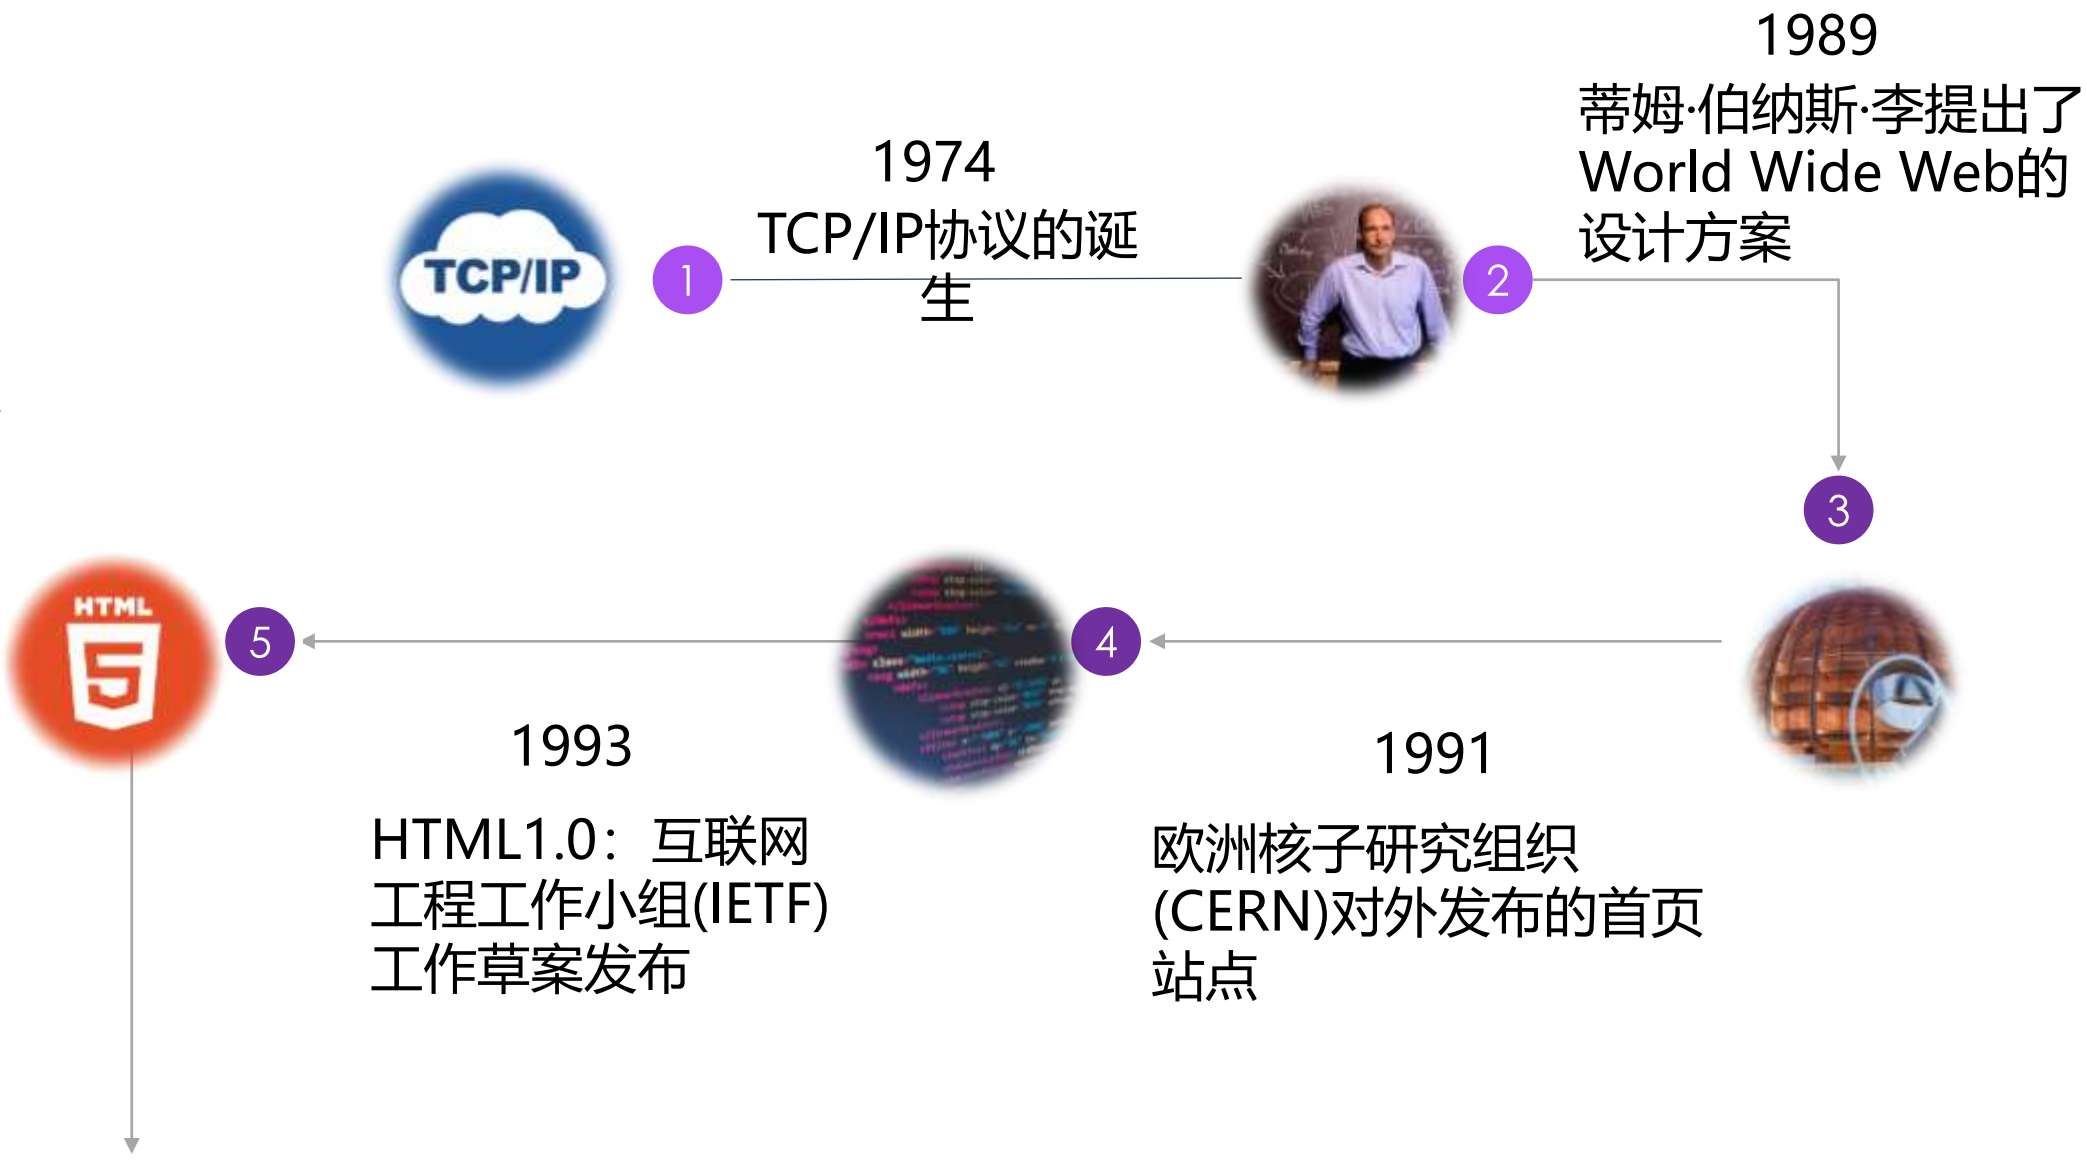 1989
蒂姆·伯纳斯·李提出了
World Wide Web的
设计方案
1974
TCP/IP协议的诞
生
TCP/IP
1
2
3
HTML
5
5
4
1993
HTML1.0：互联网
工程工作小组(IETF)
工作草案发布
1991
欧洲核子研究组织
(CERN)对外发布的首页
站点